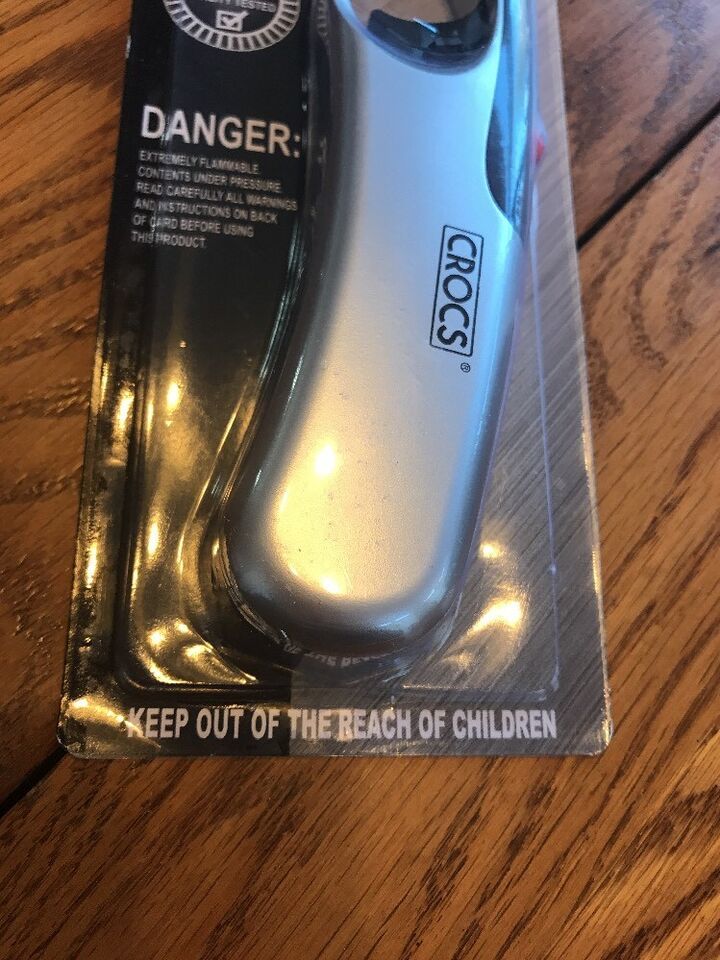 TESTED
DANGER:
EXTREMELY FLAMMABLE
CONTENTS UNDER PRESSURE
READ CAREFULLY ALL WARNINGS
AND INSTRUCTIONS ON BACK
OF CARD BEFORE USING
THIS PRODUCT
CROCS ®
KEEP OUT OF THE REACH OF CHILDREN